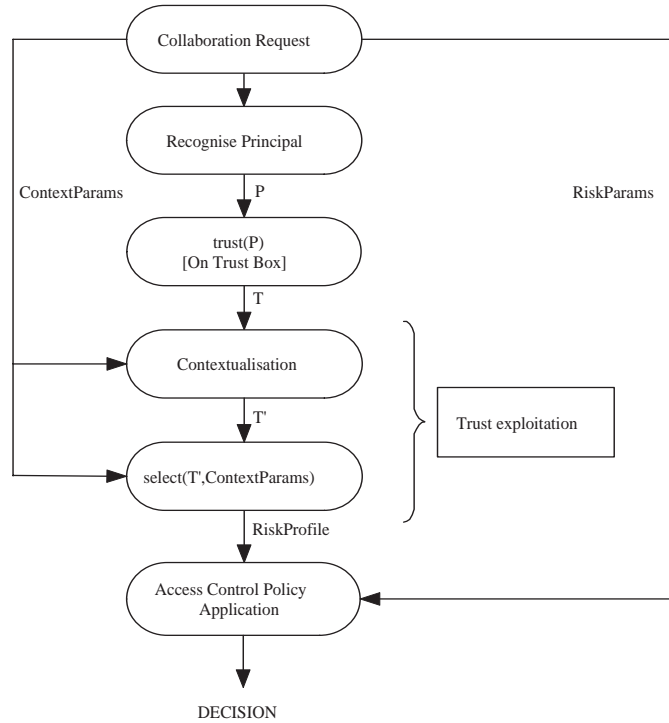 Collaboration Request
Recognise Principal
ContextParams
P
RiskParams
trust(P)
[On Trust Box]
T
Contextualisation
T'
Trust exploitation
select(T',ContextParams)
RiskProfile
Access Control Policy
Application
DECISION